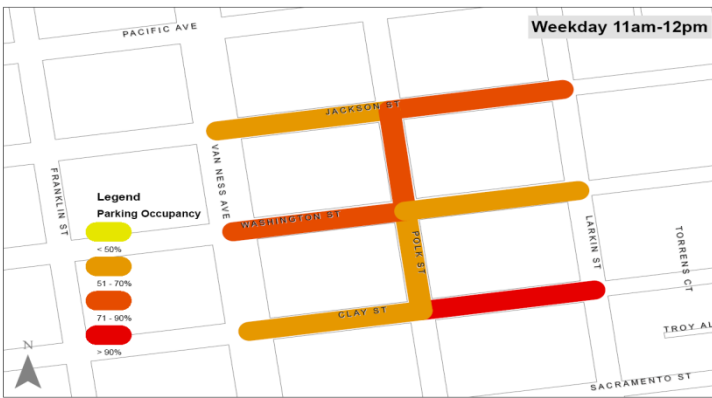 Weekday 11am-12pm
PACIFIC AVE
JACKSON ST
VAN NESS AVE
FRANKLIN ST
Legend
Parking Occupancy
< 50%
51 - 70%
71 - 90%
> 90%
WASHINGTON ST
POLK ST
LARKIN ST
TORRENS CT
CLAY ST
TROY AL
SACRAMENTO ST
N